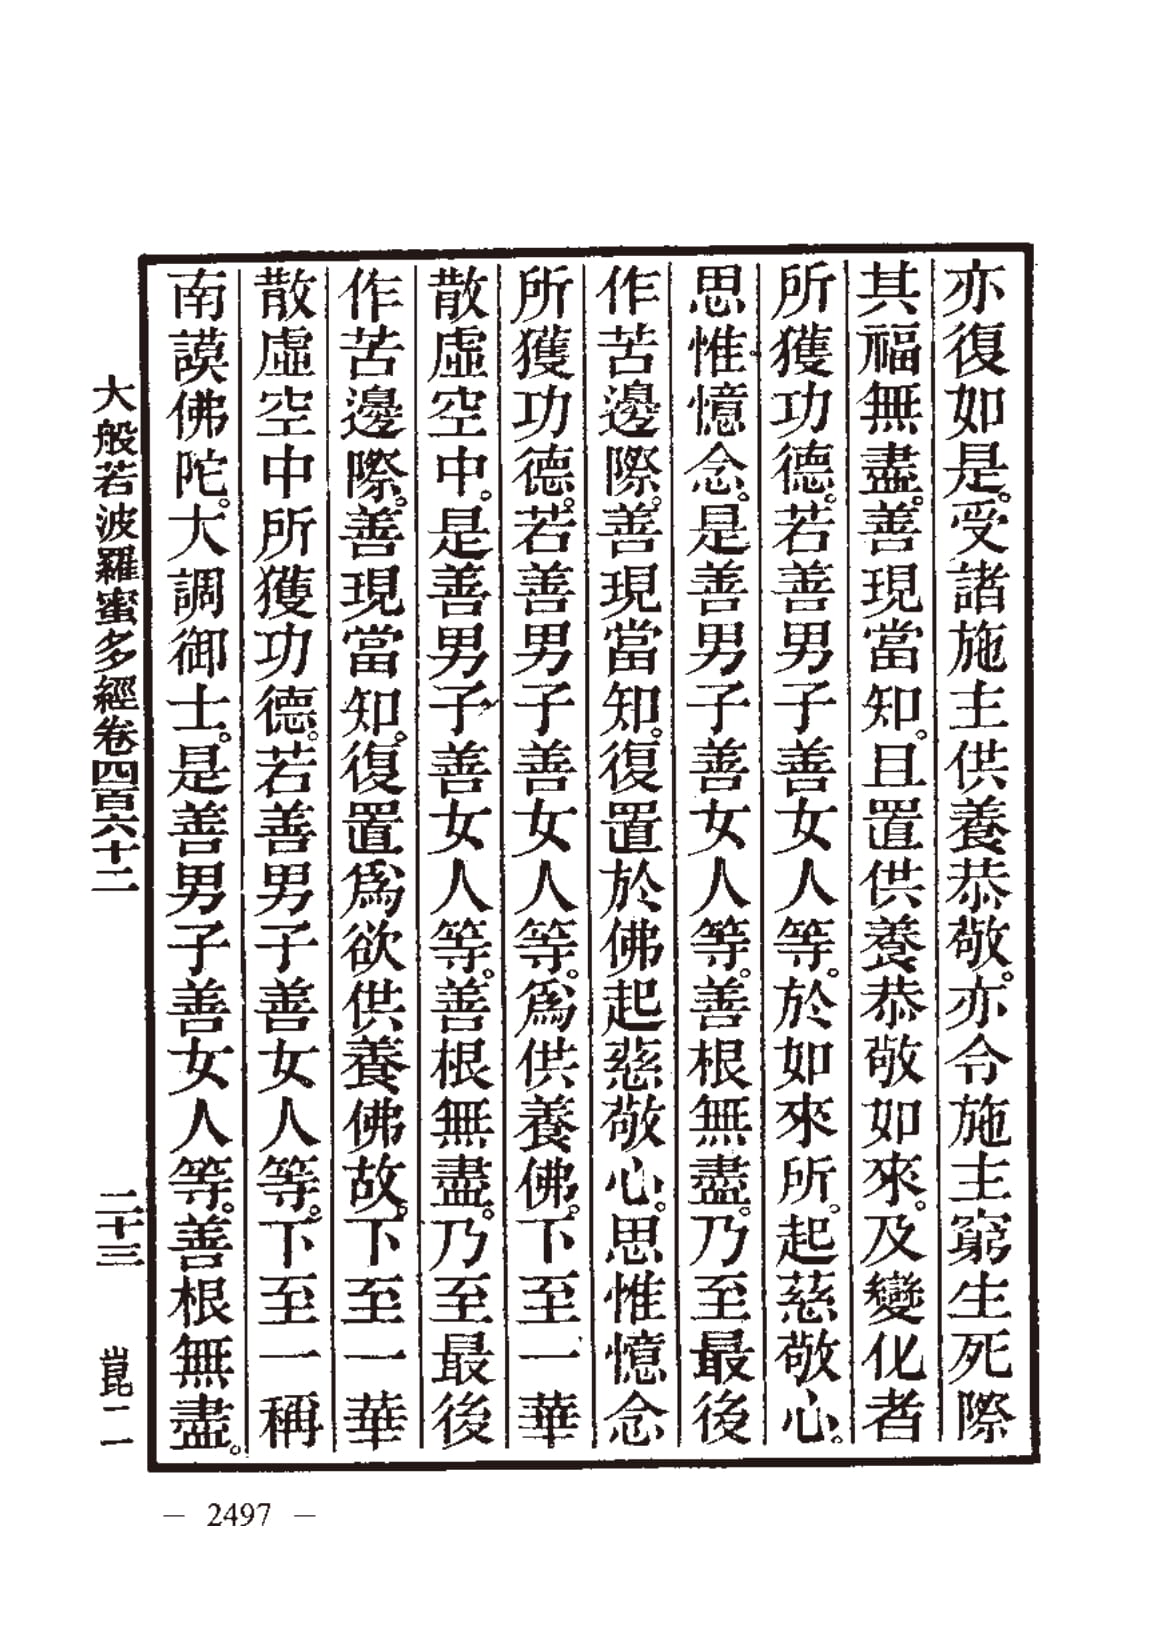 亦復如是。受諸施主供養恭敬。亦令施主窮生死際
其福無盡。善現當知。且置供養恭敬如來。及變化者
所獲功德。若善男子善女人等。於如來所。起慈敬心。
思惟憶念。是善男子善女人等。善根無盡。乃至最後
作苦邊際。善現當知。復置於佛起慈敬心。思惟憶念
所獲功德。若善男子善女人等。爲供養佛。下至一華
散虛空中。是善男子善女人等。善根無盡。乃至最後
作苦邊際。善現當知。復置爲欲供養佛故。下至一華
散虛空中所獲功德。若善男子善女人等。下至一稱
南謨佛陀。大調御士。是善男子善女人等。善根無盡。
大般若波羅蜜多經卷四百六十二 二十三 崑二
— 2497 —